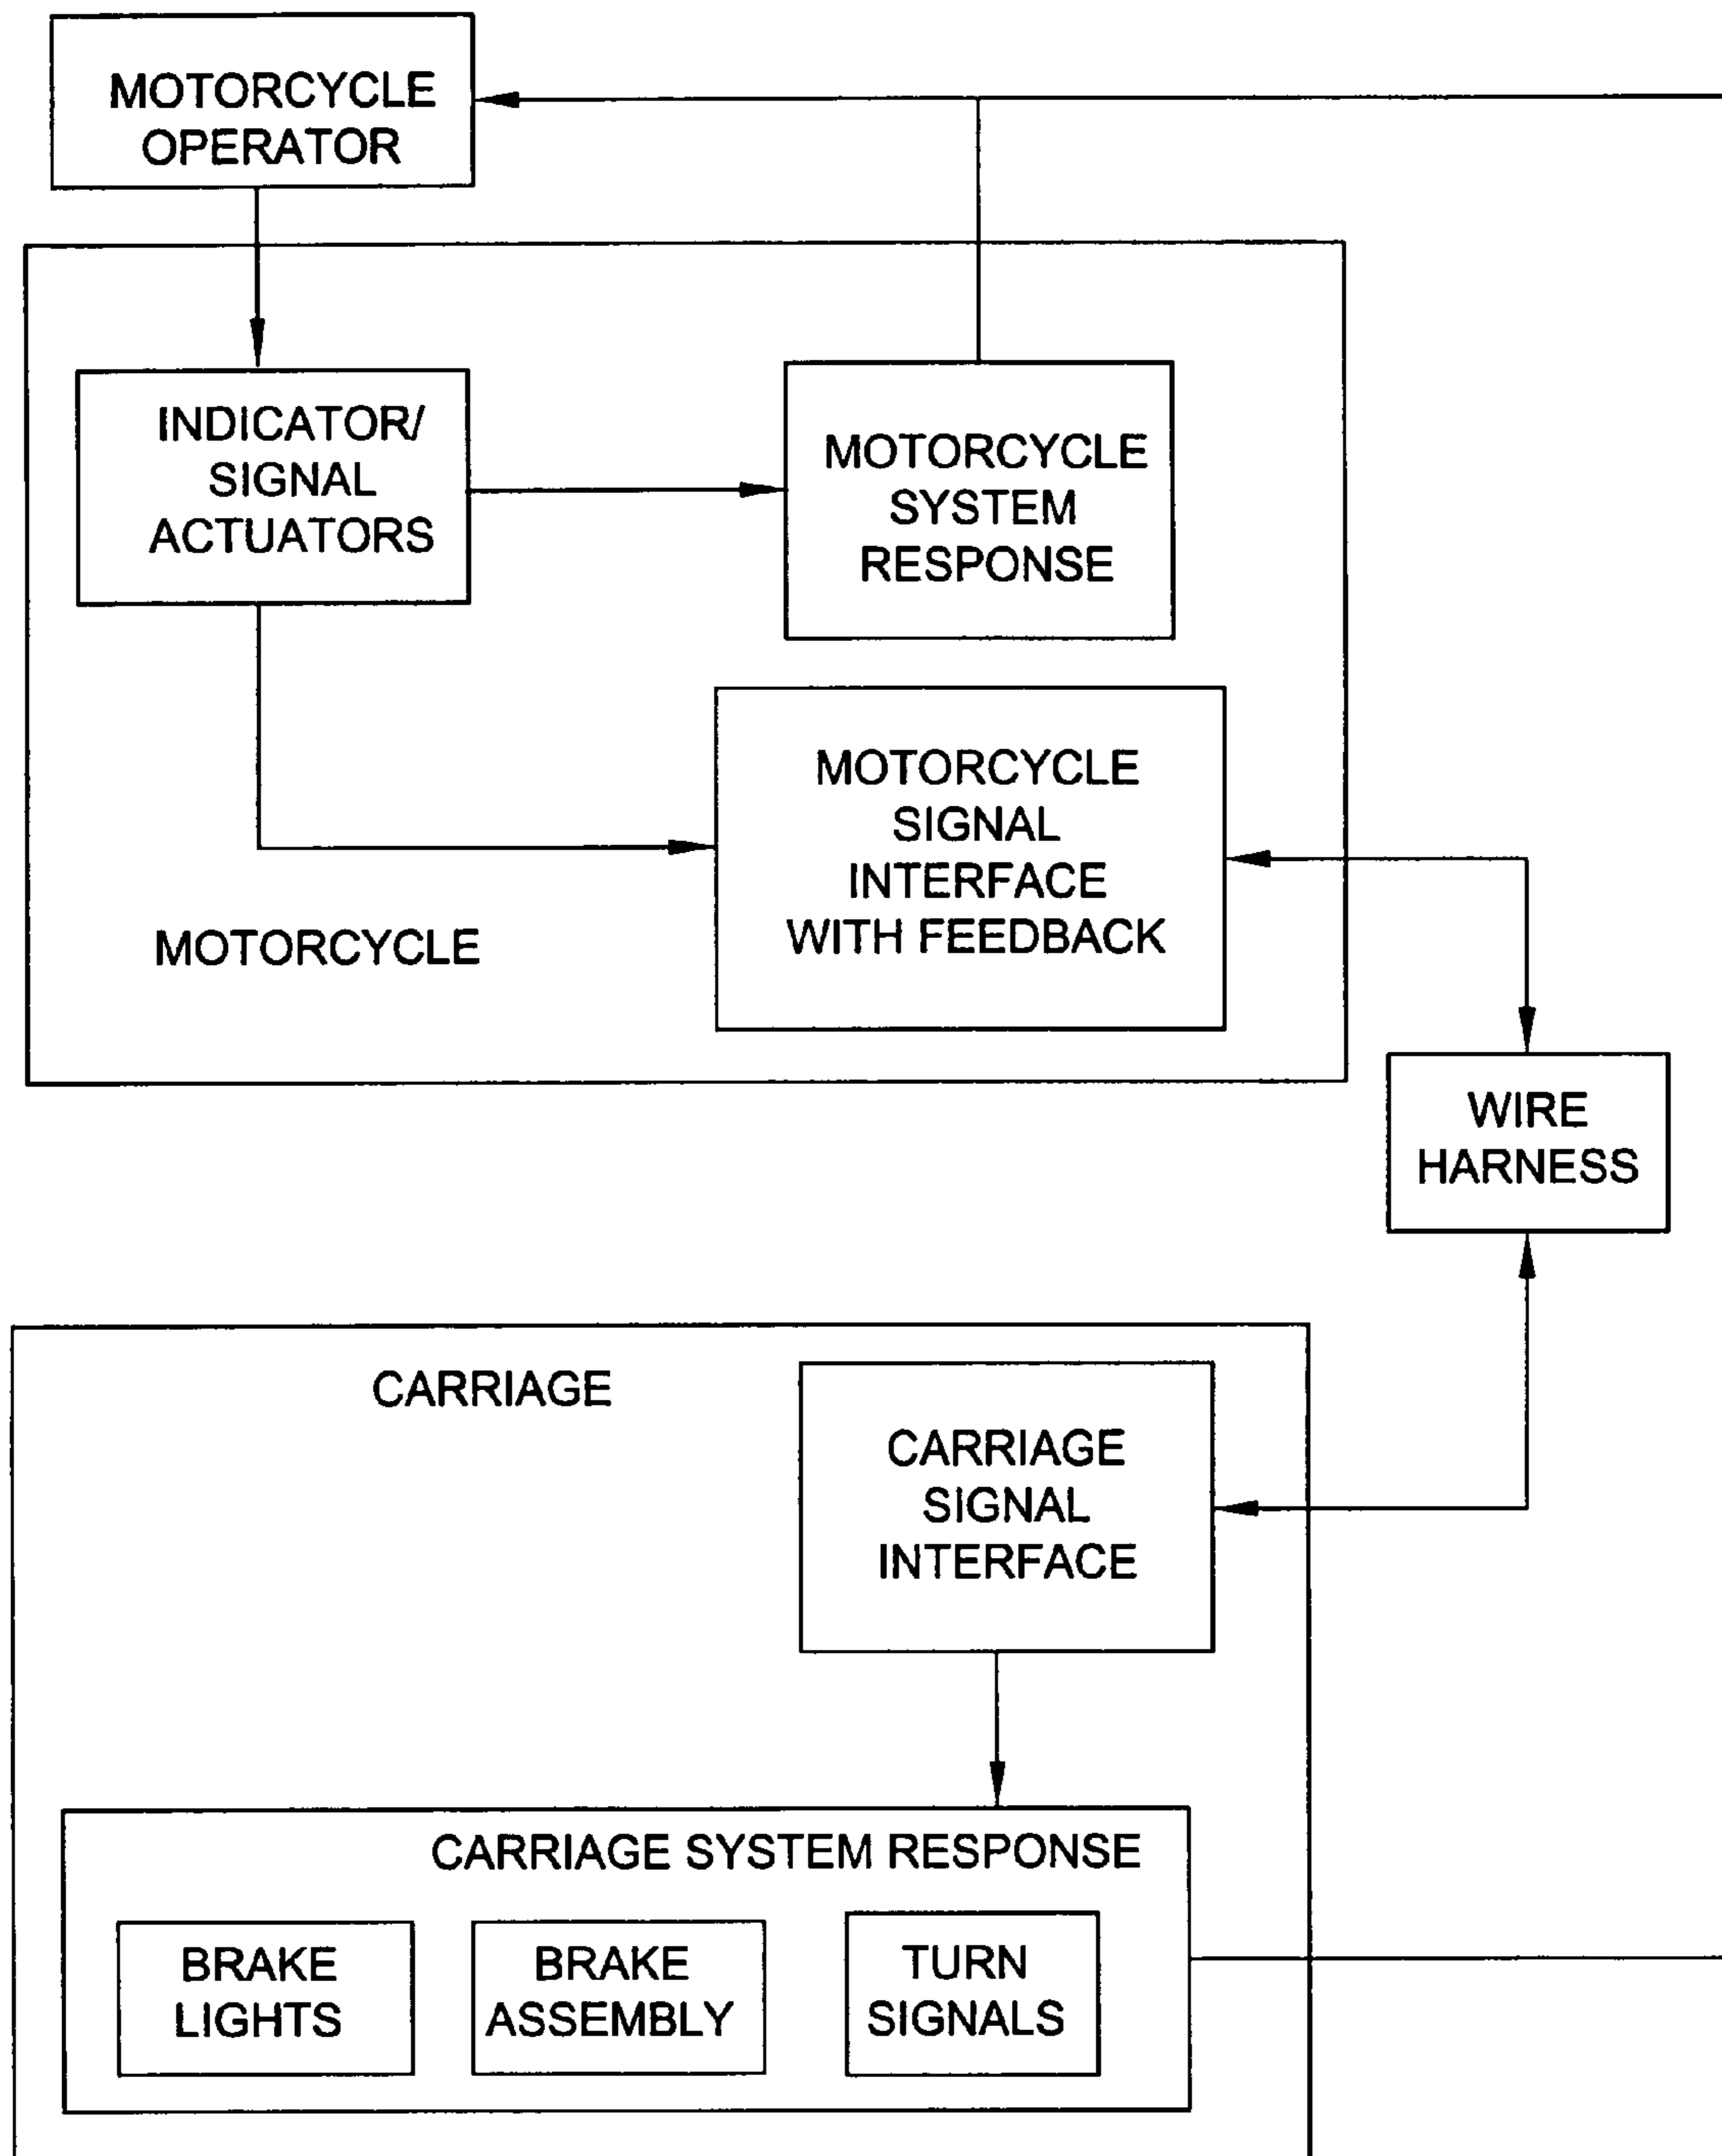 MOTORCYCLE
OPERATOR
INDICATOR/
SIGNAL
ACTUATORS
MOTORCYCLE
SYSTEM
RESPONSE
MOTORCYCLE
SIGNAL
INTERFACE
WITH FEEDBACK
MOTORCYCLE
WIRE
HARNESS
CARRIAGE
CARRIAGE
SIGNAL
INTERFACE
CARRIAGE SYSTEM RESPONSE
BRAKE
LIGHTS
BRAKE
ASSEMBLY
TURN
SIGNALS